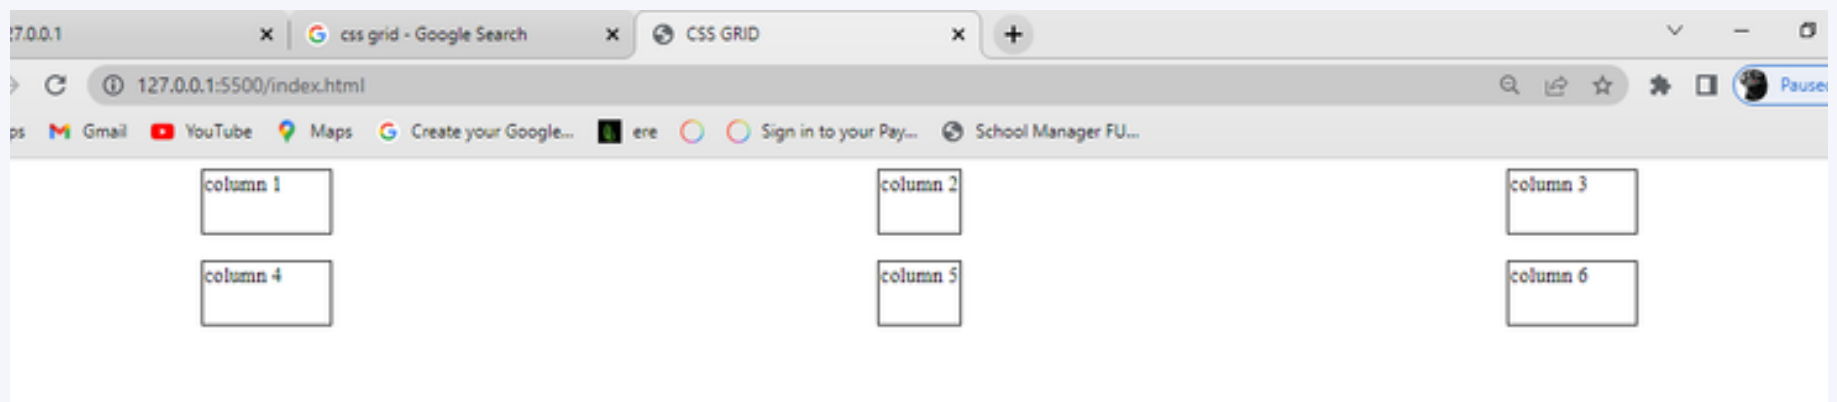 27.0.0.1 css grid - Google Search CSS GRID
127.0.0.1:5500/index.html Paused
ps Gmail YouTube Maps Create your Google... ere Sign in to your Pay... School Manager FU...
column 1 column 2 column 3
column 4 column 5 column 6